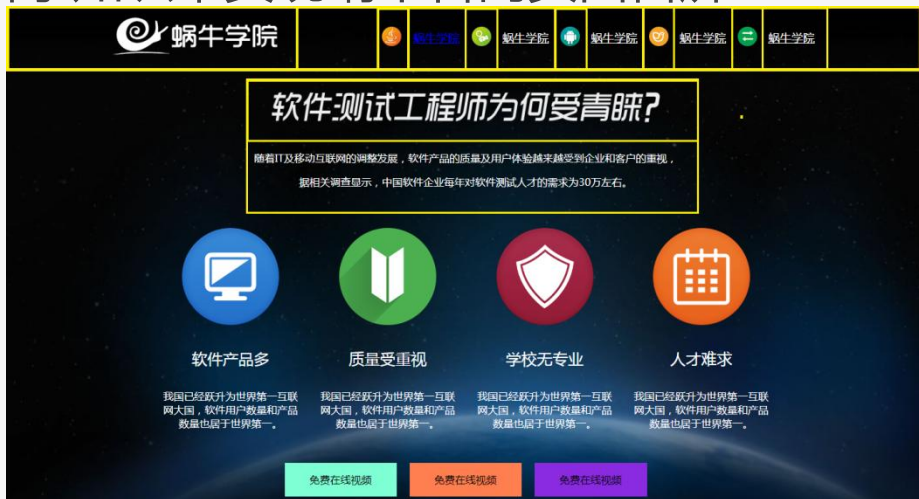 蜗牛学院
蜗牛学院 蜗牛学院 蜗牛学院 蜗牛学院 蜗牛学院
软件测试工程师为何受青睐?
随着IT及移动互联网的调整发展，软件产品的质量及用户体验越来越受到企业和客户的重视，
据相关调查显示，中国软件企业每年对软件测试人才的需求为30万左右。
软件产品多 质量受重视 学校无专业 人才难求
我国已经跃升为世界第一互联 我国已经跃升为世界第一互联 我国已经跃升为世界第一互联 我国已经跃升为世界第一互联
网大国，软件用户数量和产品 网大国，软件用户数量和产品 网大国，软件用户数量和产品 网大国，软件用户数量和产品
数量也居于世界第一。 数量也居于世界第一。 数量也居于世界第一。 数量也居于世界第一。
免费在线视频 免费在线视频 免费在线视频